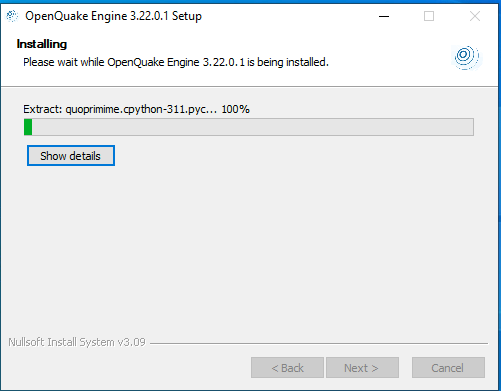 OpenQuake Engine 3.22.0.1 Setup
Installing
Please wait while OpenQuake Engine 3.22.0.1 is being installed.
Extract: quoprimime.cpython-311.pyc... 100%
Show details
Nullsoft Install System v3.09
< Back
Next >
Cancel